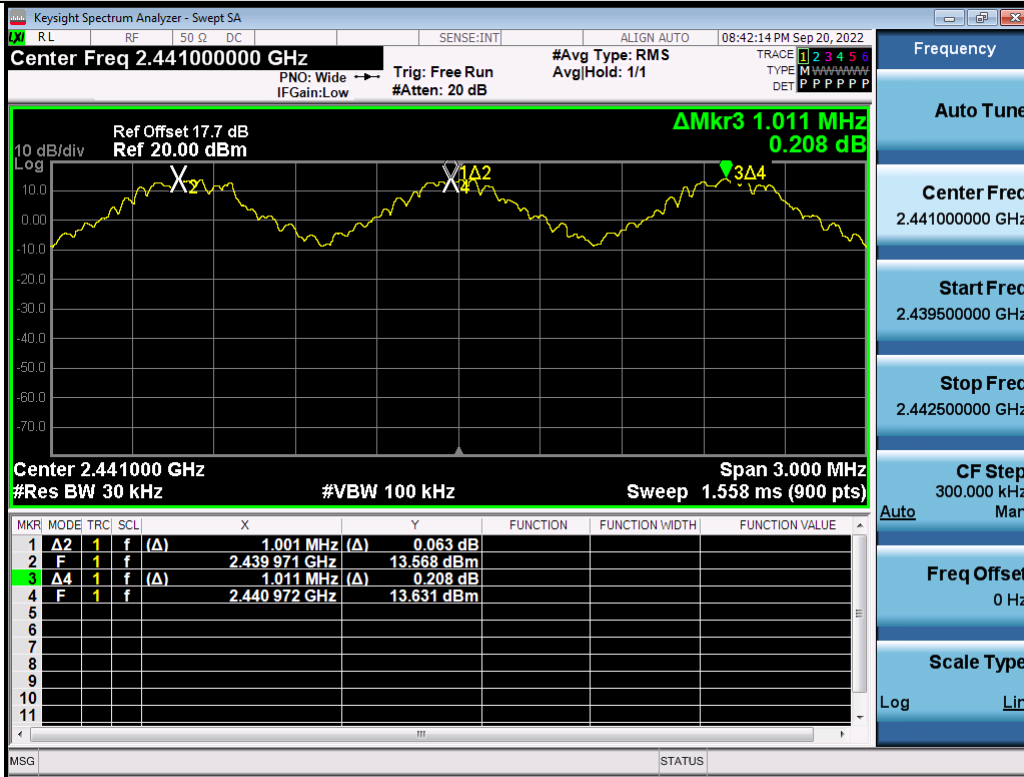 Keysight Spectrum Analyzer - Swept SA
LXI RL RF 50 Ω DC SENSE:INT ALIGN AUTO 08:42:14 PM Sep 20, 2022
Center Freq 2.441000000 GHz
PNO: Wide
IFGain:Low
Trig: Free Run
#Atten: 20 dB
#Avg Type: RMS
Avg|Hold: 1/1
TRACE 1 2 3 4 5 6
TYPE M W W W W W
DET P P P P P P
ΔMkr3 1.011 MHz
0.208 dB
Ref Offset 17.7 dB
10 dB/div Ref 20.00 dBm
Log
10.0
0.00
-10.0
-20.0
-30.0
-40.0
-50.0
-60.0
-70.0
2
1Δ2
4
3Δ4
Center 2.441000 GHz Span 3.000 MHz
#Res BW 30 kHz #VBW 100 kHz Sweep 1.558 ms (900 pts)
MKR MODE TRC SCL X Y FUNCTION FUNCTION WIDTH FUNCTION VALUE
1 Δ2 1 f (Δ) 1.001 MHz (Δ) 0.063 dB
2 F 1 f 2.439 971 GHz 13.568 dBm
3 Δ4 1 f (Δ) 1.011 MHz (Δ) 0.208 dB
4 F 1 f 2.440 972 GHz 13.631 dBm
5
6
7
8
9
10
11
MSG STATUS
Frequency
Auto Tune
Center Freq
2.441000000 GHz
Start Freq
2.439500000 GHz
Stop Freq
2.442500000 GHz
CF Step
300.000 kHz
Auto Man
Freq Offset
0 Hz
Scale Type
Log Lin